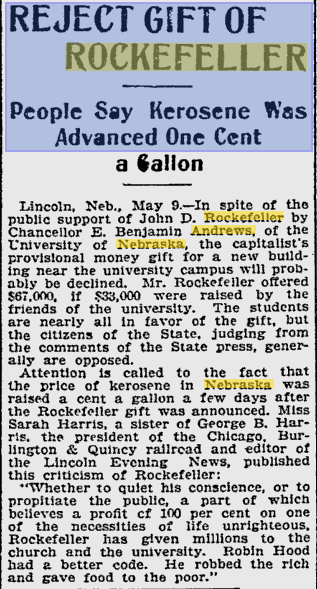 REJECT GIFT OF
ROCKEFELLER
People Say Kerosene Was
Advanced One Cent
a Gallon
Lincoln, Neb., May 9.—In spite of the
public support of John D. Rockefeller by
Chancellor E. Benjamin Andrews, of the
University of Nebraska, the capitalist's
provisional money gift for a new build-
ing near the university campus will prob-
ably be declined. Mr. Rockefeller offered
$67,000, if $33,000 were raised by the
friends of the university. The students
are nearly all in favor of the gift, but
the citizens of the State, judging from
the comments of the State press, gener-
ally are opposed.
Attention is called to the fact that
the price of kerosene in Nebraska was
raised a cent a gallon a few days after
the Rockefeller gift was announced. Miss
Sarah Harris, a sister of George B. Har-
ris, the president of the Chicago, Bur-
lington & Quincy railroad and editor of
the Lincoln Evening News, published
this criticism of Rockefeller:
"Whether to quiet his conscience, or to
propitiate the public, a part of which
believes a profit cf 100 per cent on one
of the necessities of life unrighteous,
Rockefeller has given millions to the
church and the university. Robin Hood
had a better code. He robbed the rich
and gave food to the poor."